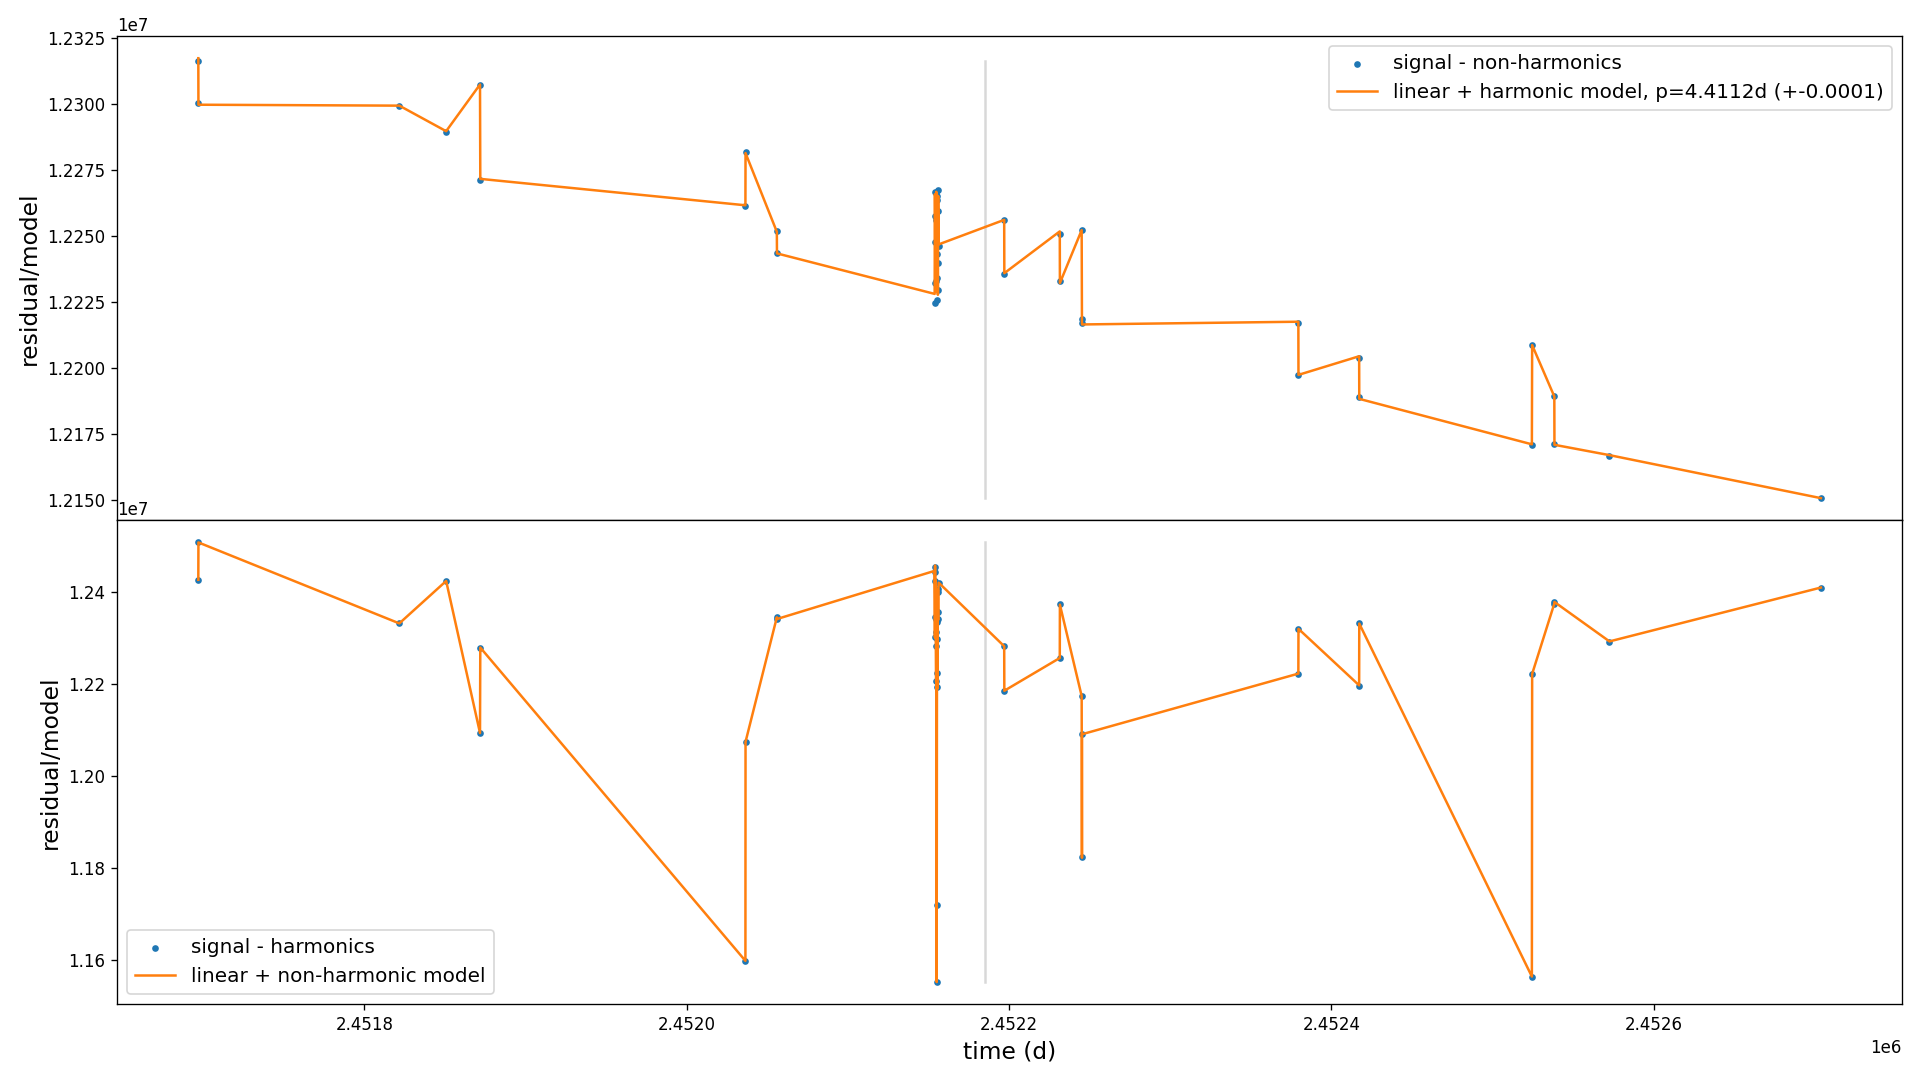 1e7
1.2325
1.2300
1.2275
1.2250
1.2225
1.2200
1.2175
1.2150
residual/model
signal - non-harmonics
linear + harmonic model, p=4.4112d (+-0.0001)
1e7
1.24
1.22
1.20
1.18
1.16
residual/model
signal - harmonics
linear + non-harmonic model
2.4518
2.4520
2.4522
2.4524
2.4526
time (d)
1e6